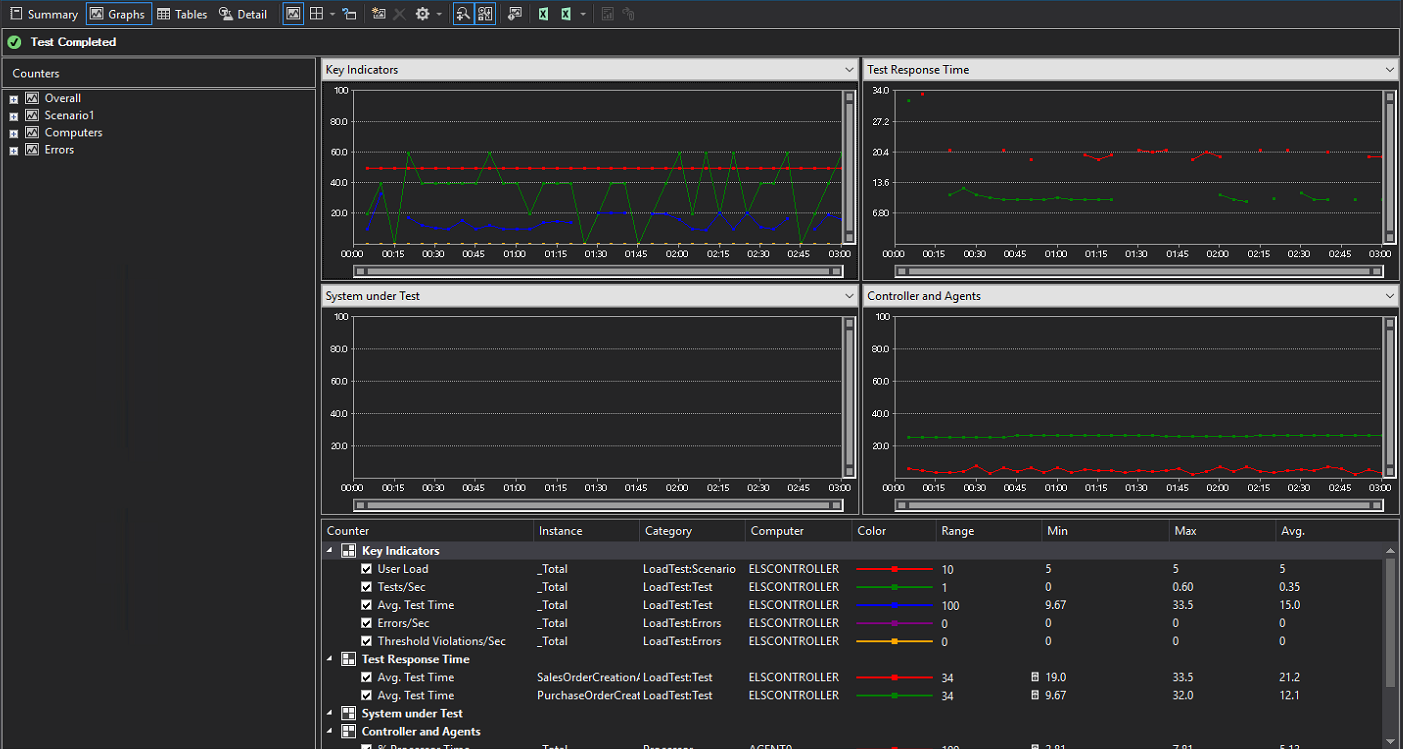 Summary Graphs Tables Detail
Test Completed
Counters
Overall
Scenario1
Computers
Errors
Key Indicators
100
80.0
60.0
40.0
20.0
00:00 00:15 00:30 00:45 01:00 01:15 01:30 01:45 02:00 02:15 02:30 02:45 03:00
Test Response Time
34.0
27.2
20.4
13.6
6.80
00:00 00:15 00:30 00:45 01:00 01:15 01:30 01:45 02:00 02:15 02:30 02:45 03:00
System under Test
100
80.0
60.0
40.0
20.0
00:00 00:15 00:30 00:45 01:00 01:15 01:30 01:45 02:00 02:15 02:30 02:45 03:00
Controller and Agents
100
80.0
60.0
40.0
20.0
00:00 00:15 00:30 00:45 01:00 01:15 01:30 01:45 02:00 02:15 02:30 02:45 03:00
Counter Instance Category Computer Color Range Min Max Avg.
Key Indicators
User Load _Total LoadTest:Scenario ELSCONTROLLER 10 5 5 5
Tests/Sec _Total LoadTest:Test ELSCONTROLLER 1 0 0.60 0.35
Avg. Test Time _Total LoadTest:Test ELSCONTROLLER 100 9.67 33.5 15.0
Errors/Sec _Total LoadTest:Errors ELSCONTROLLER 0 0 0 0
Threshold Violations/Sec _Total LoadTest:Errors ELSCONTROLLER 0 0 0 0
Test Response Time
Avg. Test Time SalesOrderCreationA LoadTest:Test ELSCONTROLLER 34 19.0 33.5 21.2
Avg. Test Time PurchaseOrderCreat LoadTest:Test ELSCONTROLLER 34 9.67 32.0 12.1
System under Test
Controller and Agents
% Processor Time _Total Processor AGENT0 100 2.81 7.81 5.13